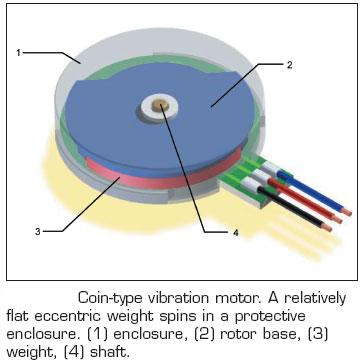 1
2
3
4
Coin-type vibration motor. A relatively
flat eccentric weight spins in a protective
enclosure. (1) enclosure, (2) rotor base, (3)
weight, (4) shaft.